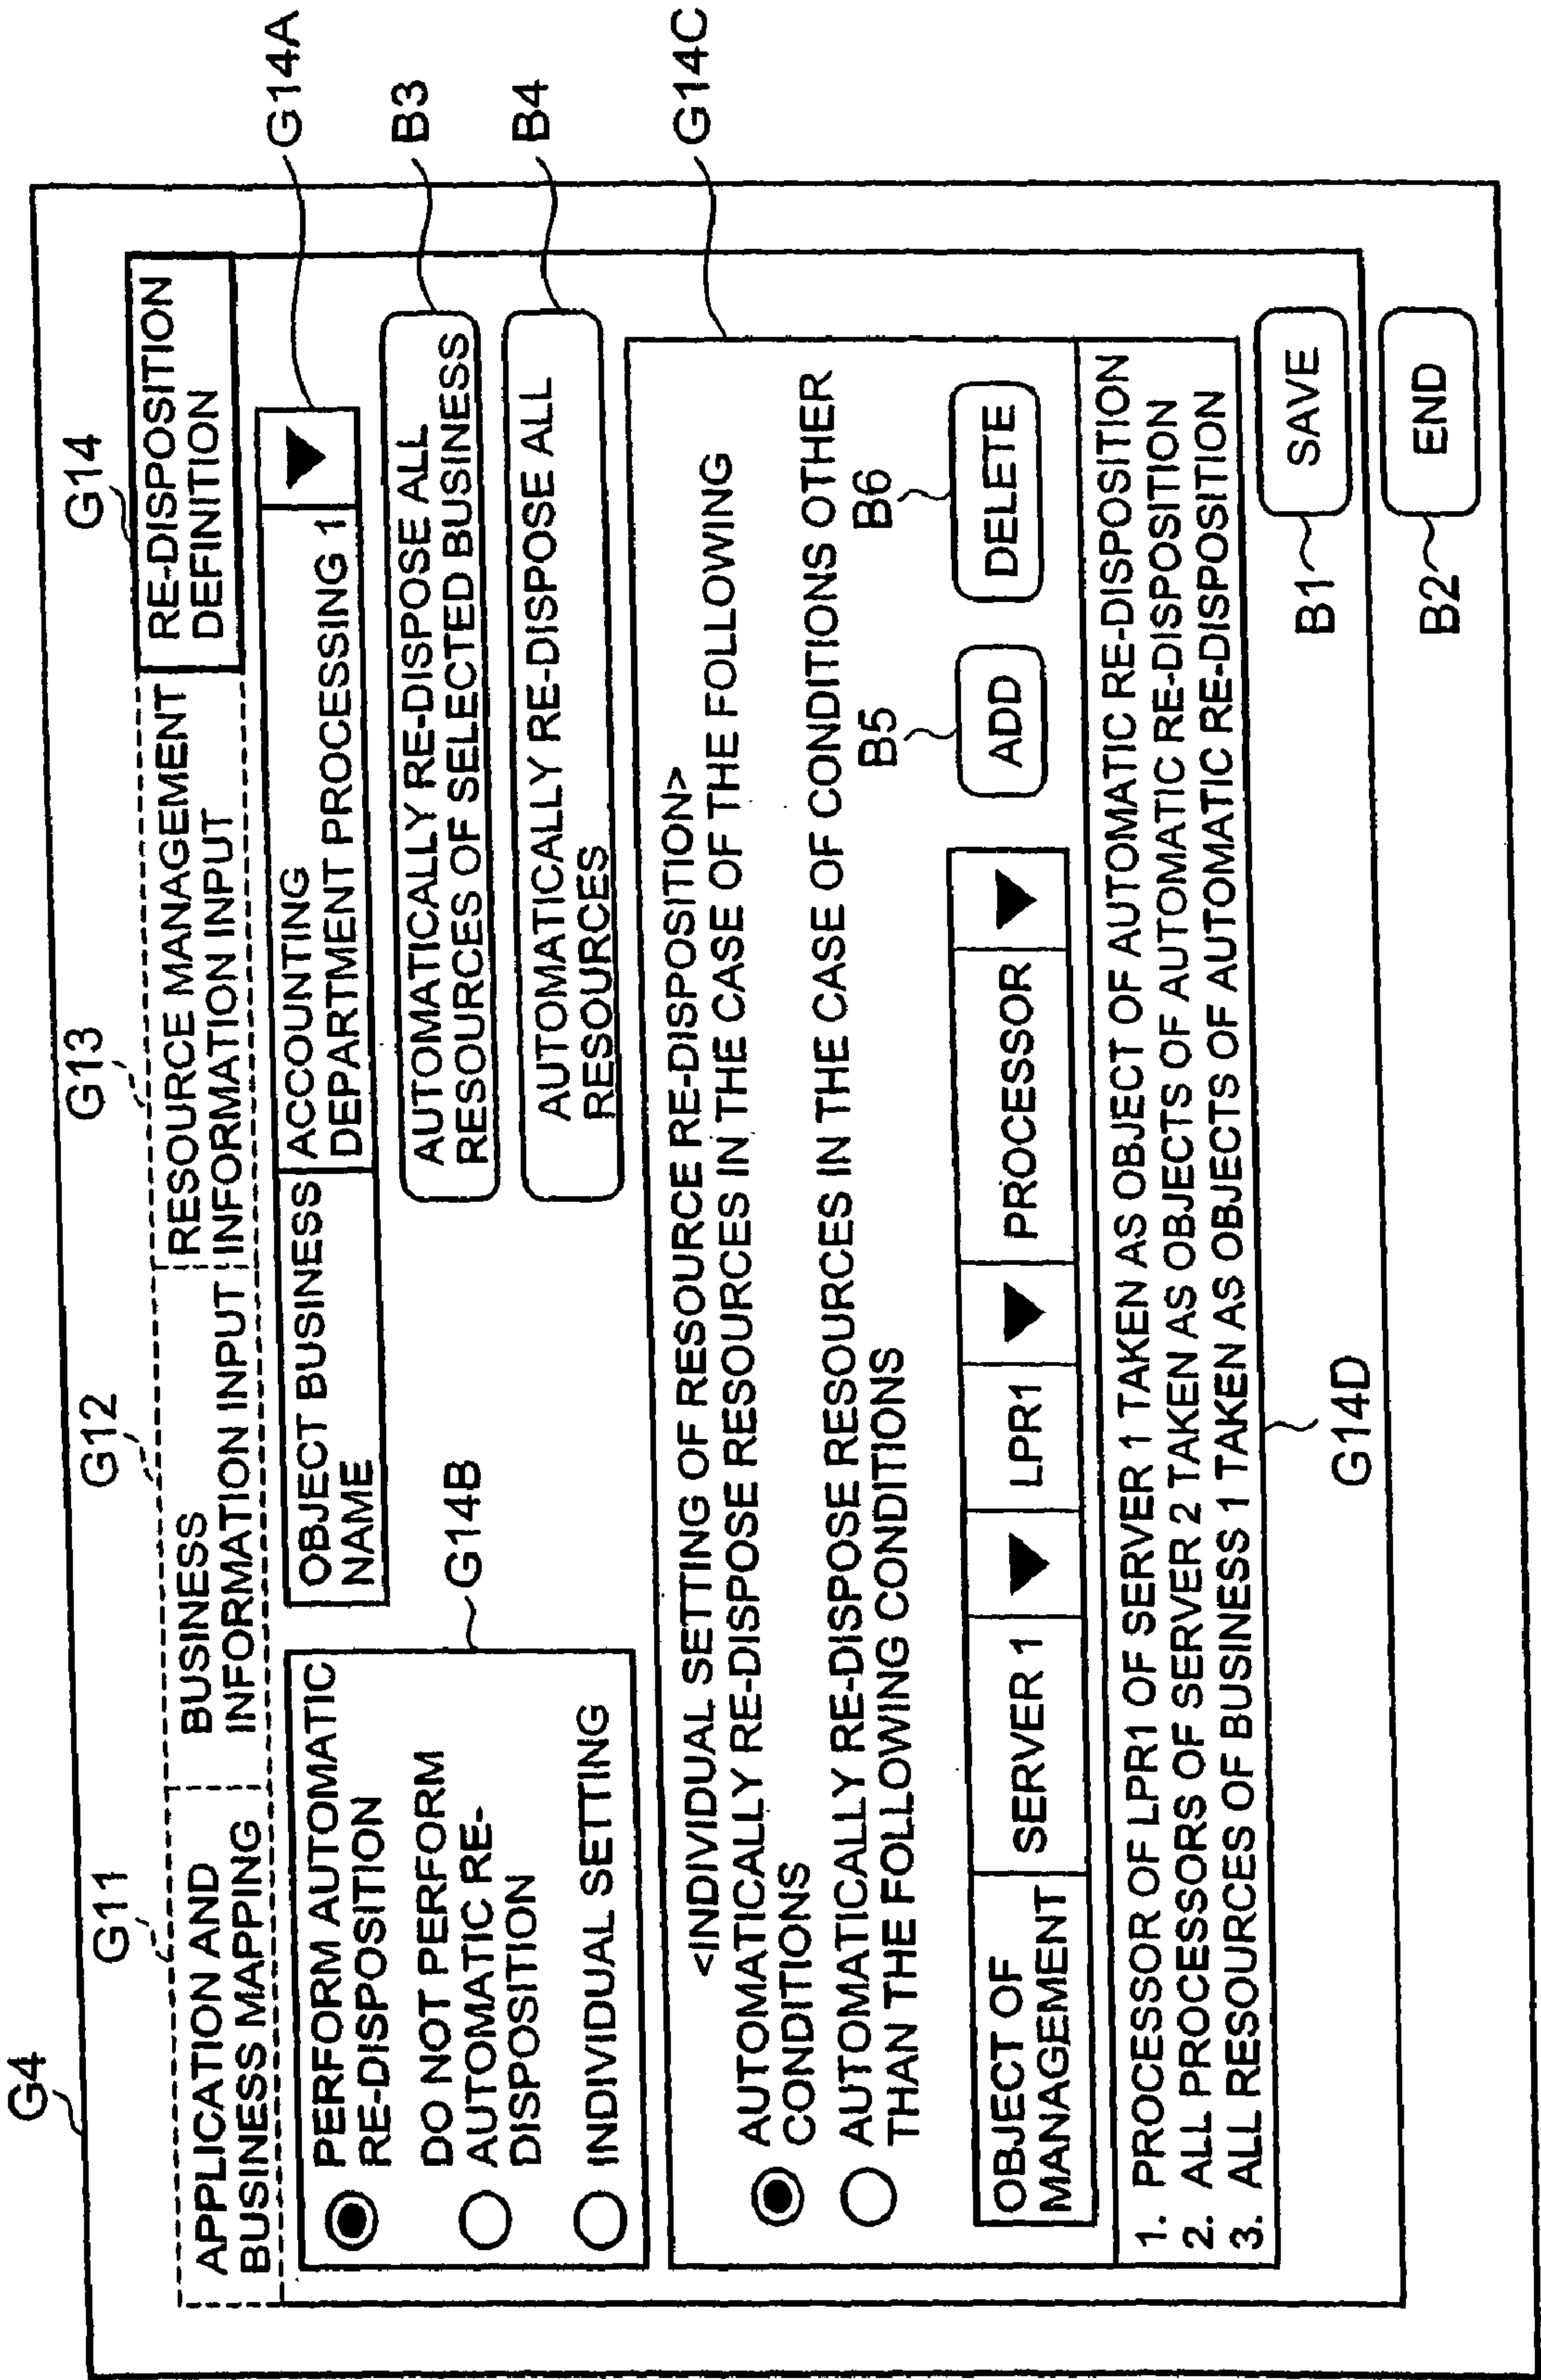 G4
G11
G12
G13
G14
APPLICATION AND
BUSINESS MAPPING
BUSINESS
INFORMATION INPUT
RESOURCE MANAGEMENT
INFORMATION INPUT
RE-DISPOSITION
DEFINITION
PERFORM AUTOMATIC
RE-DISPOSITION
DO NOT PERFORM
AUTOMATIC RE-
DISPOSITION
INDIVIDUAL SETTING
G14B
OBJECT BUSINESS
NAME
ACCOUNTING
DEPARTMENT PROCESSING 1
G14A
AUTOMATICALLY RE-DISPOSE ALL
RESOURCES OF SELECTED BUSINESS
B3
AUTOMATICALLY RE-DISPOSE ALL
RESOURCES
B4
<INDIVIDUAL SETTING OF RESOURCE RE-DISPOSITION>
AUTOMATICALLY RE-DISPOSE RESOURCES IN THE CASE OF THE FOLLOWING
CONDITIONS
AUTOMATICALLY RE-DISPOSE RESOURCES IN THE CASE OF CONDITIONS OTHER
THAN THE FOLLOWING CONDITIONS
G14C
OBJECT OF
MANAGEMENT
SERVER 1
LPR1
PROCESSOR
B5
ADD
B6
DELETE
1. PROCESSOR OF LPR1 OF SERVER 1 TAKEN AS OBJECT OF AUTOMATIC RE-DISPOSITION
2. ALL PROCESSORS OF SERVER 2 TAKEN AS OBJECTS OF AUTOMATIC RE-DISPOSITION
3. ALL RESOURCES OF BUSINESS 1 TAKEN AS OBJECTS OF AUTOMATIC RE-DISPOSITION
G14D
B1
SAVE
B2
END